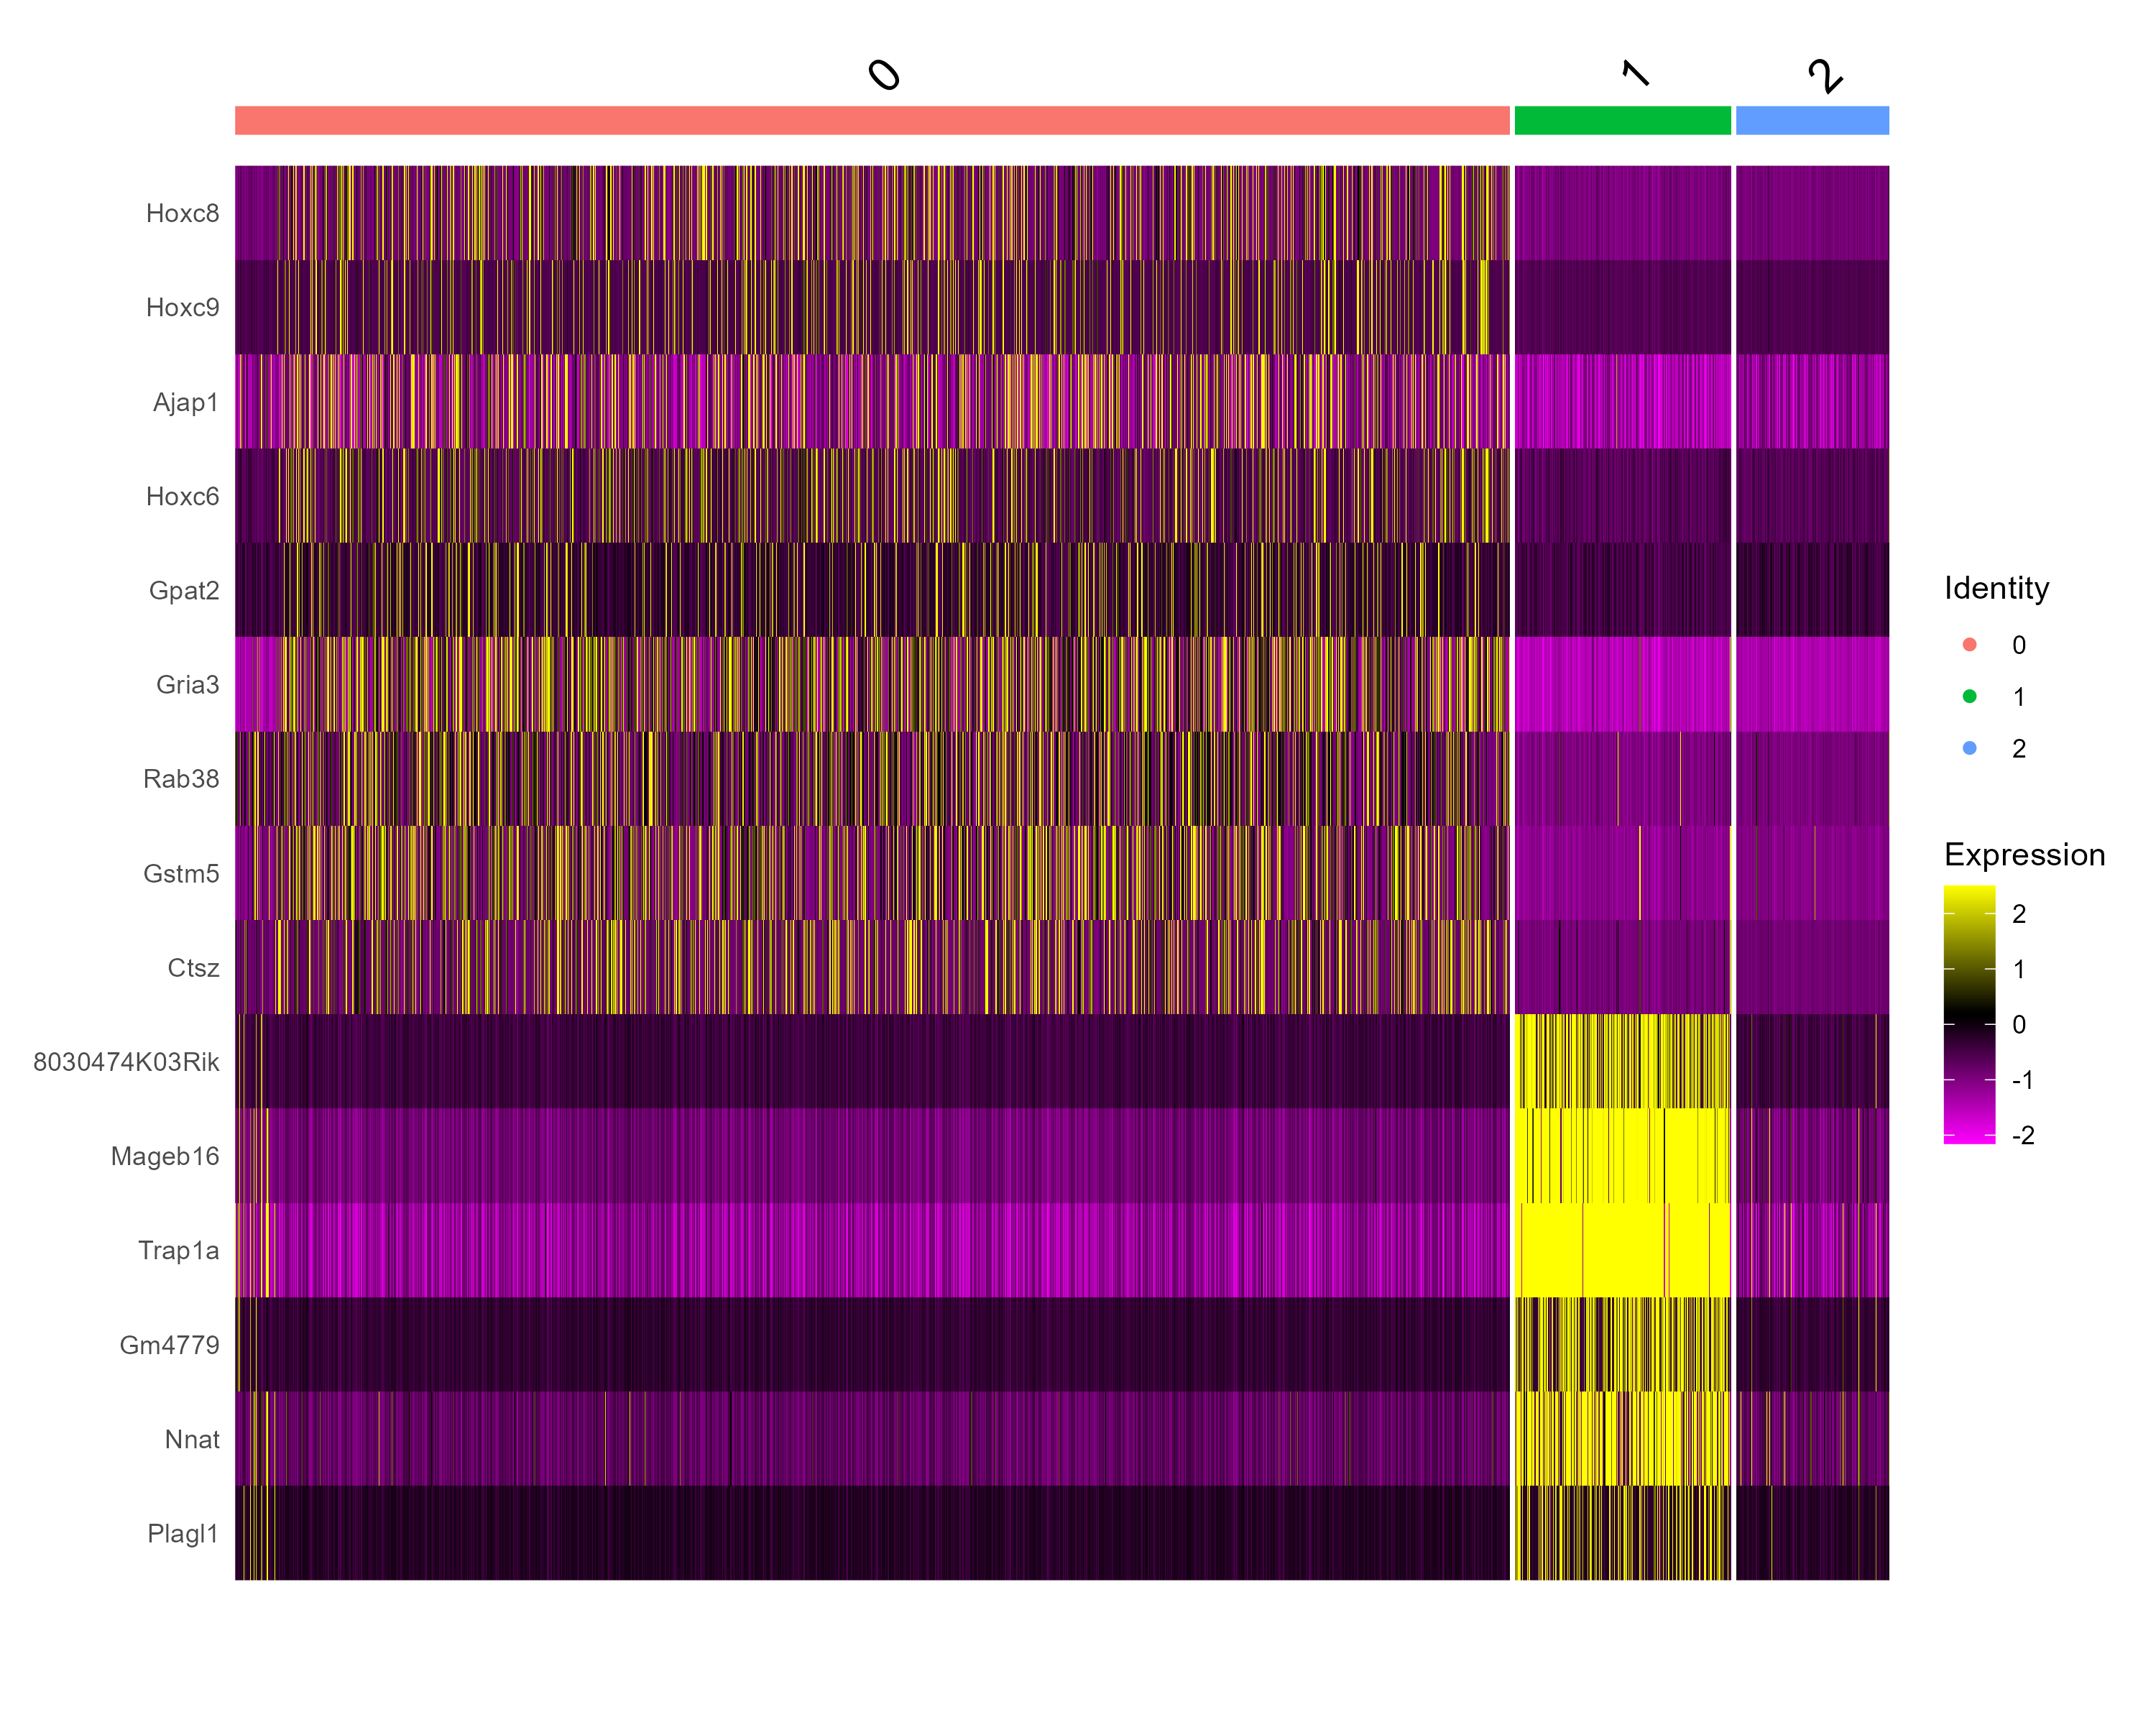 0 1 2
Hoxc8
Hoxc9
Ajap1
Hoxc6
Gpat2
Gria3
Rab38
Gstm5
Ctsz
8030474K03Rik
Mageb16
Trap1a
Gm4779
Nnat
Plagl1
Identity
0
1
2
Expression
2
1
0
-1
-2